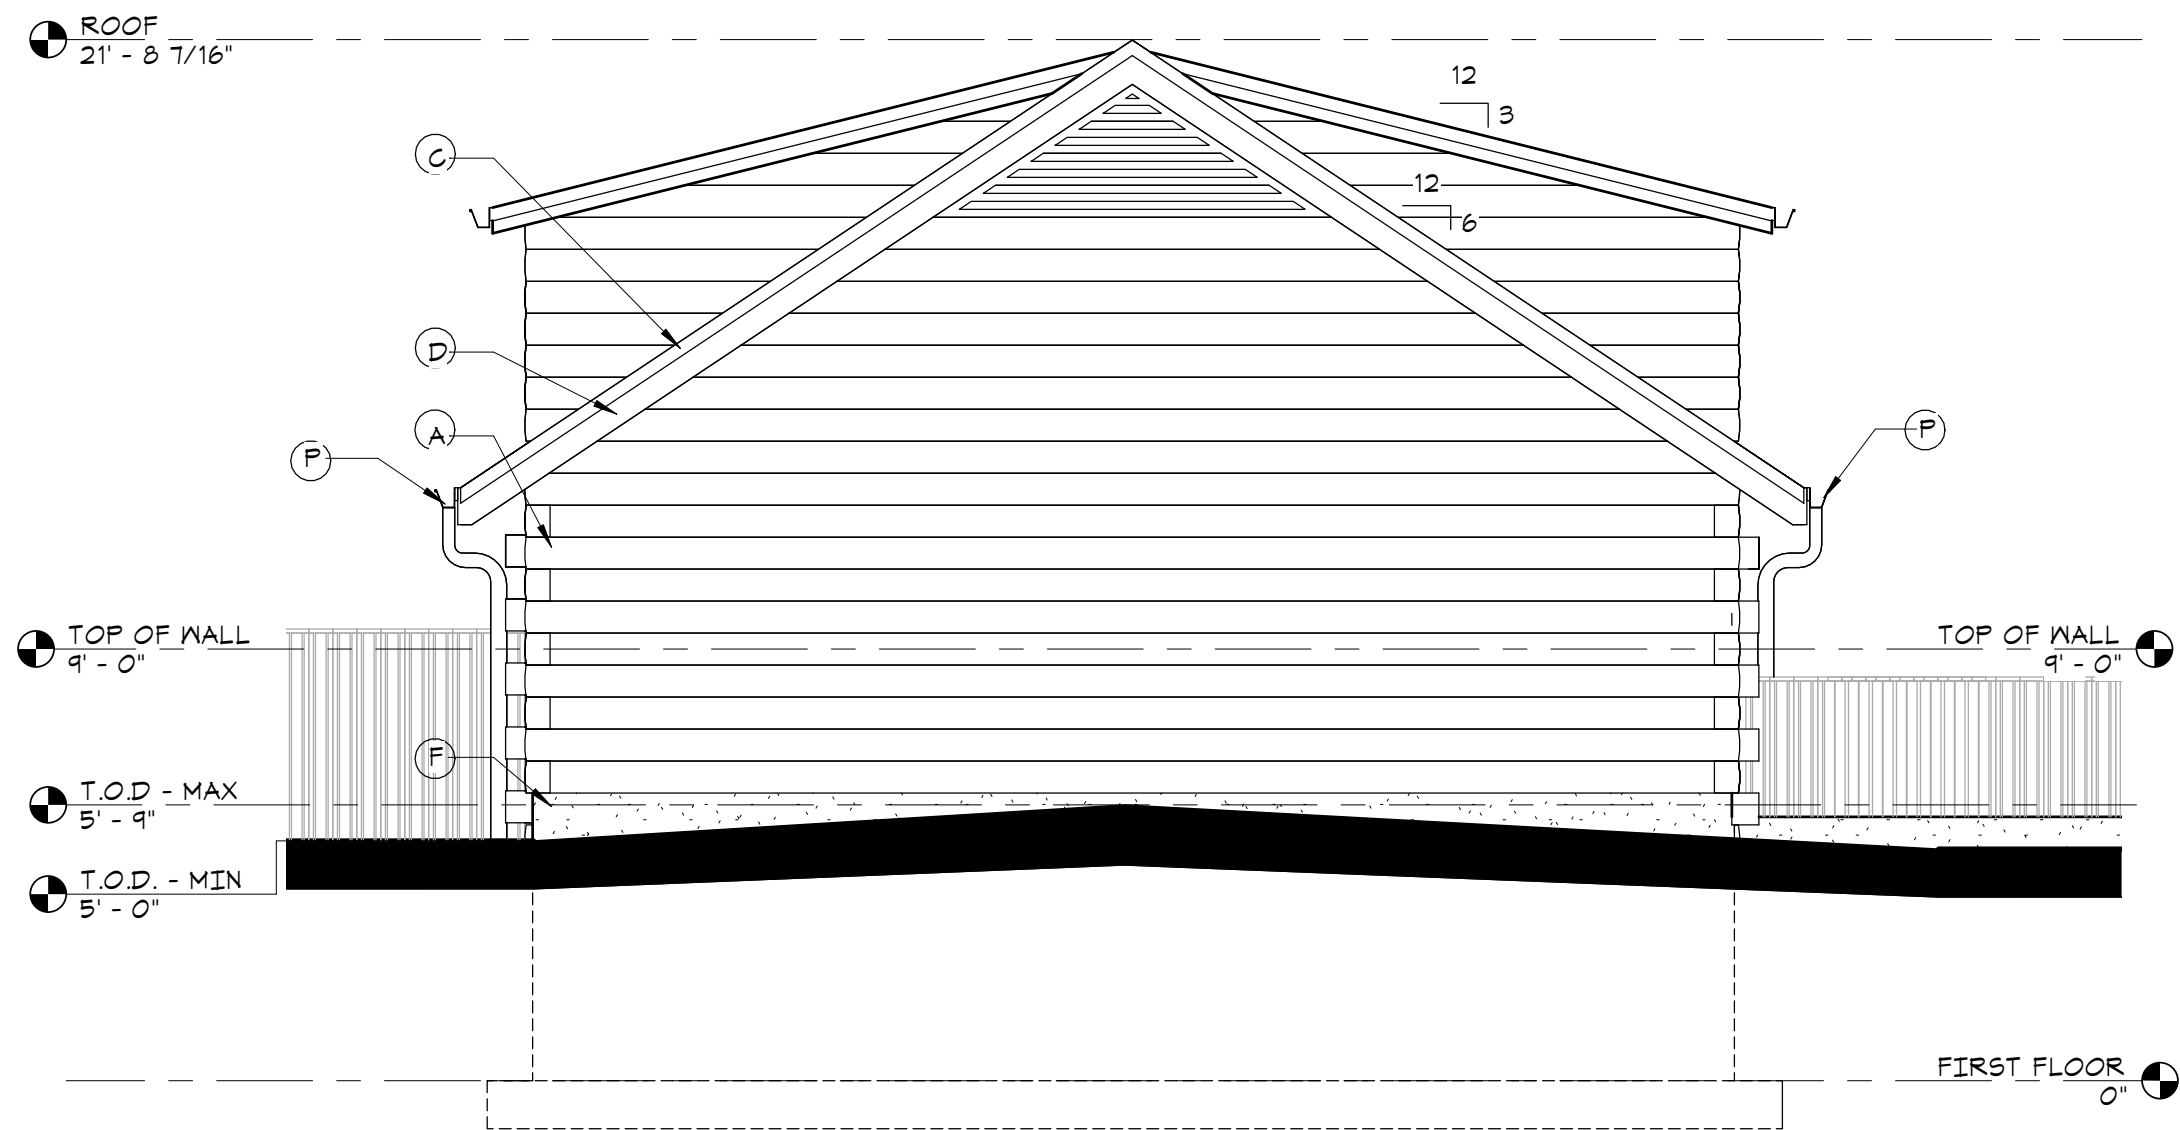 ROOF
21' - 8 7/16"
12
3
C
12
6
D
A
P
P
TOP OF WALL
9' - 0"
TOP OF WALL
9' - 0"
F
T.O.D - MAX
5' - 9"
T.O.D. - MIN
5' - 0"
FIRST FLOOR
0"